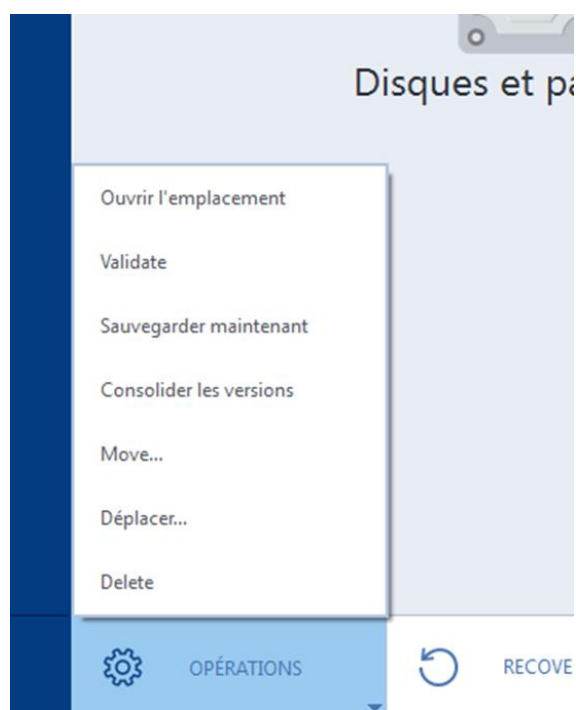 Disques et pa
Ouvrir l'emplacement
Validate
Sauvegarder maintenant
Consolider les versions
Move...
Déplacer...
Delete
OPÉRATIONS
RECOVE